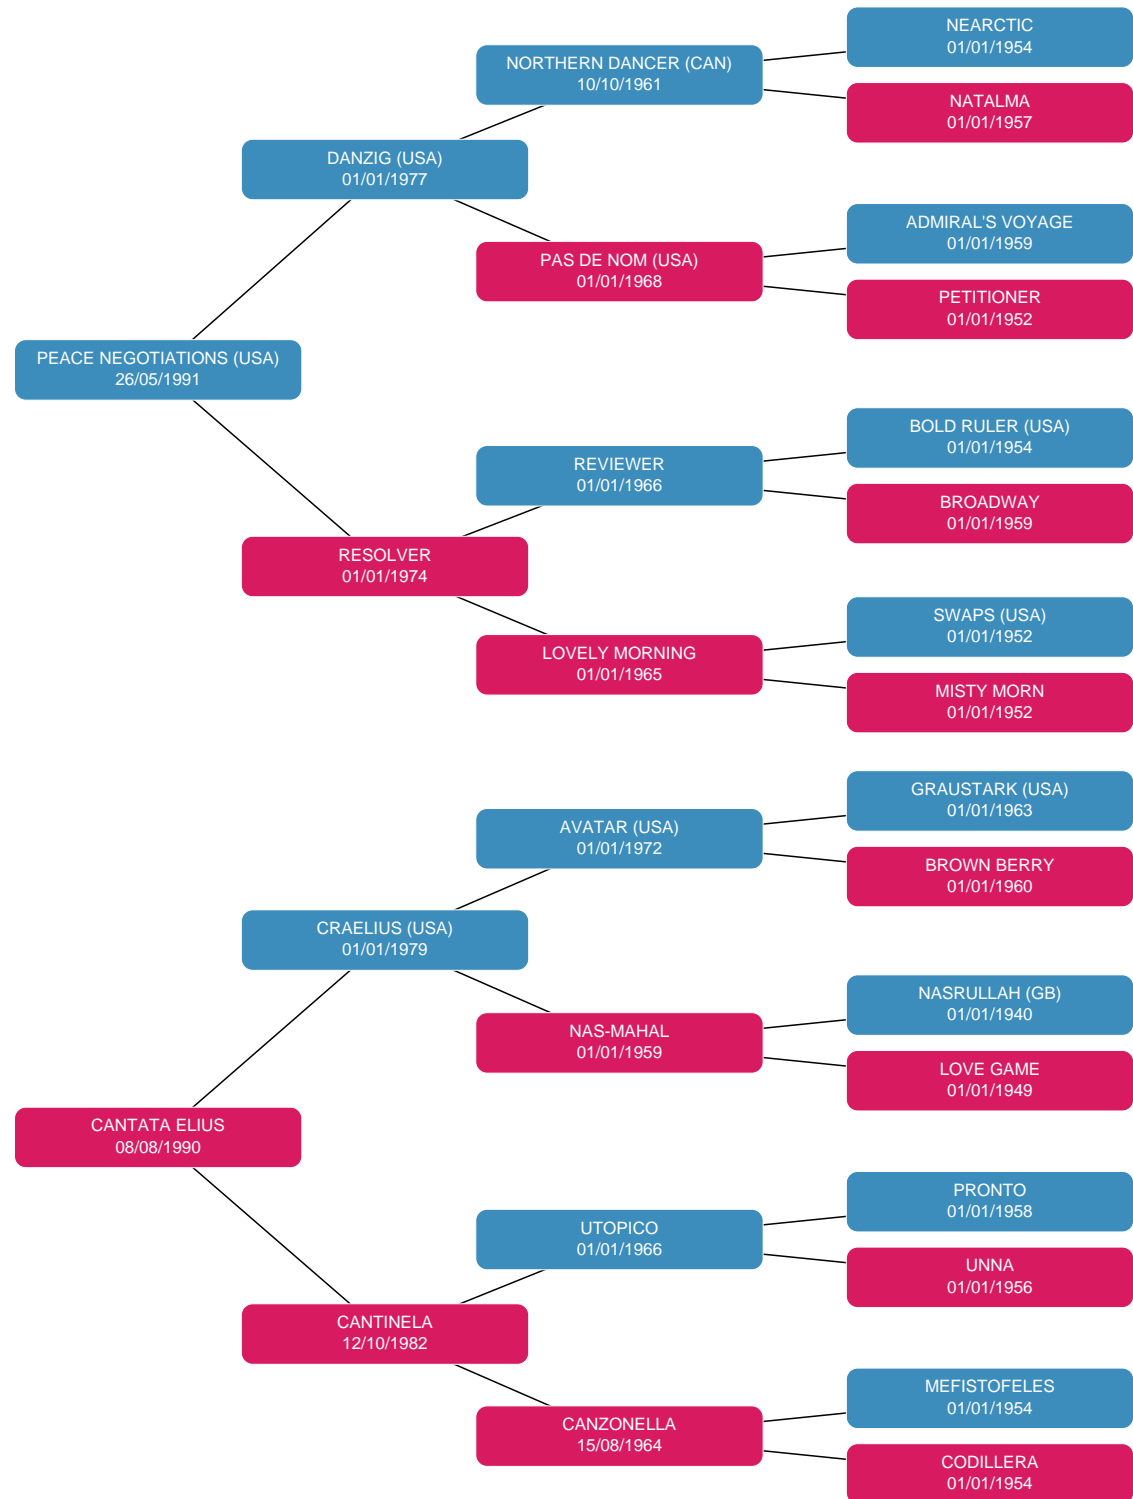 NEARCTIC
01/01/1954
NORTHERN DANCER (CAN)
10/10/1961
NATALMA
01/01/1957
DANZIG (USA)
01/01/1977
ADMIRAL'S VOYAGE
01/01/1959
PAS DE NOM (USA)
01/01/1968
PETITIONER
01/01/1952
PEACE NEGOTIATIONS (USA)
26/05/1991
BOLD RULER (USA)
01/01/1954
REVIEWER
01/01/1966
BROADWAY
01/01/1959
RESOLVER
01/01/1974
SWAPS (USA)
01/01/1952
LOVELY MORNING
01/01/1965
MISTY MORN
01/01/1952
GRAUSTARK (USA)
01/01/1963
AVATAR (USA)
01/01/1972
BROWN BERRY
01/01/1960
CRAELIUS (USA)
01/01/1979
NASRULLAH (GB)
01/01/1940
NAS-MAHAL
01/01/1959
LOVE GAME
01/01/1949
CANTATA ELIUS
08/08/1990
PRONTO
01/01/1958
UTOPICO
01/01/1966
UNNA
01/01/1956
CANTINELA
12/10/1982
MEFISTOFELES
01/01/1954
CANZONELLA
15/08/1964
CODILLERA
01/01/1954